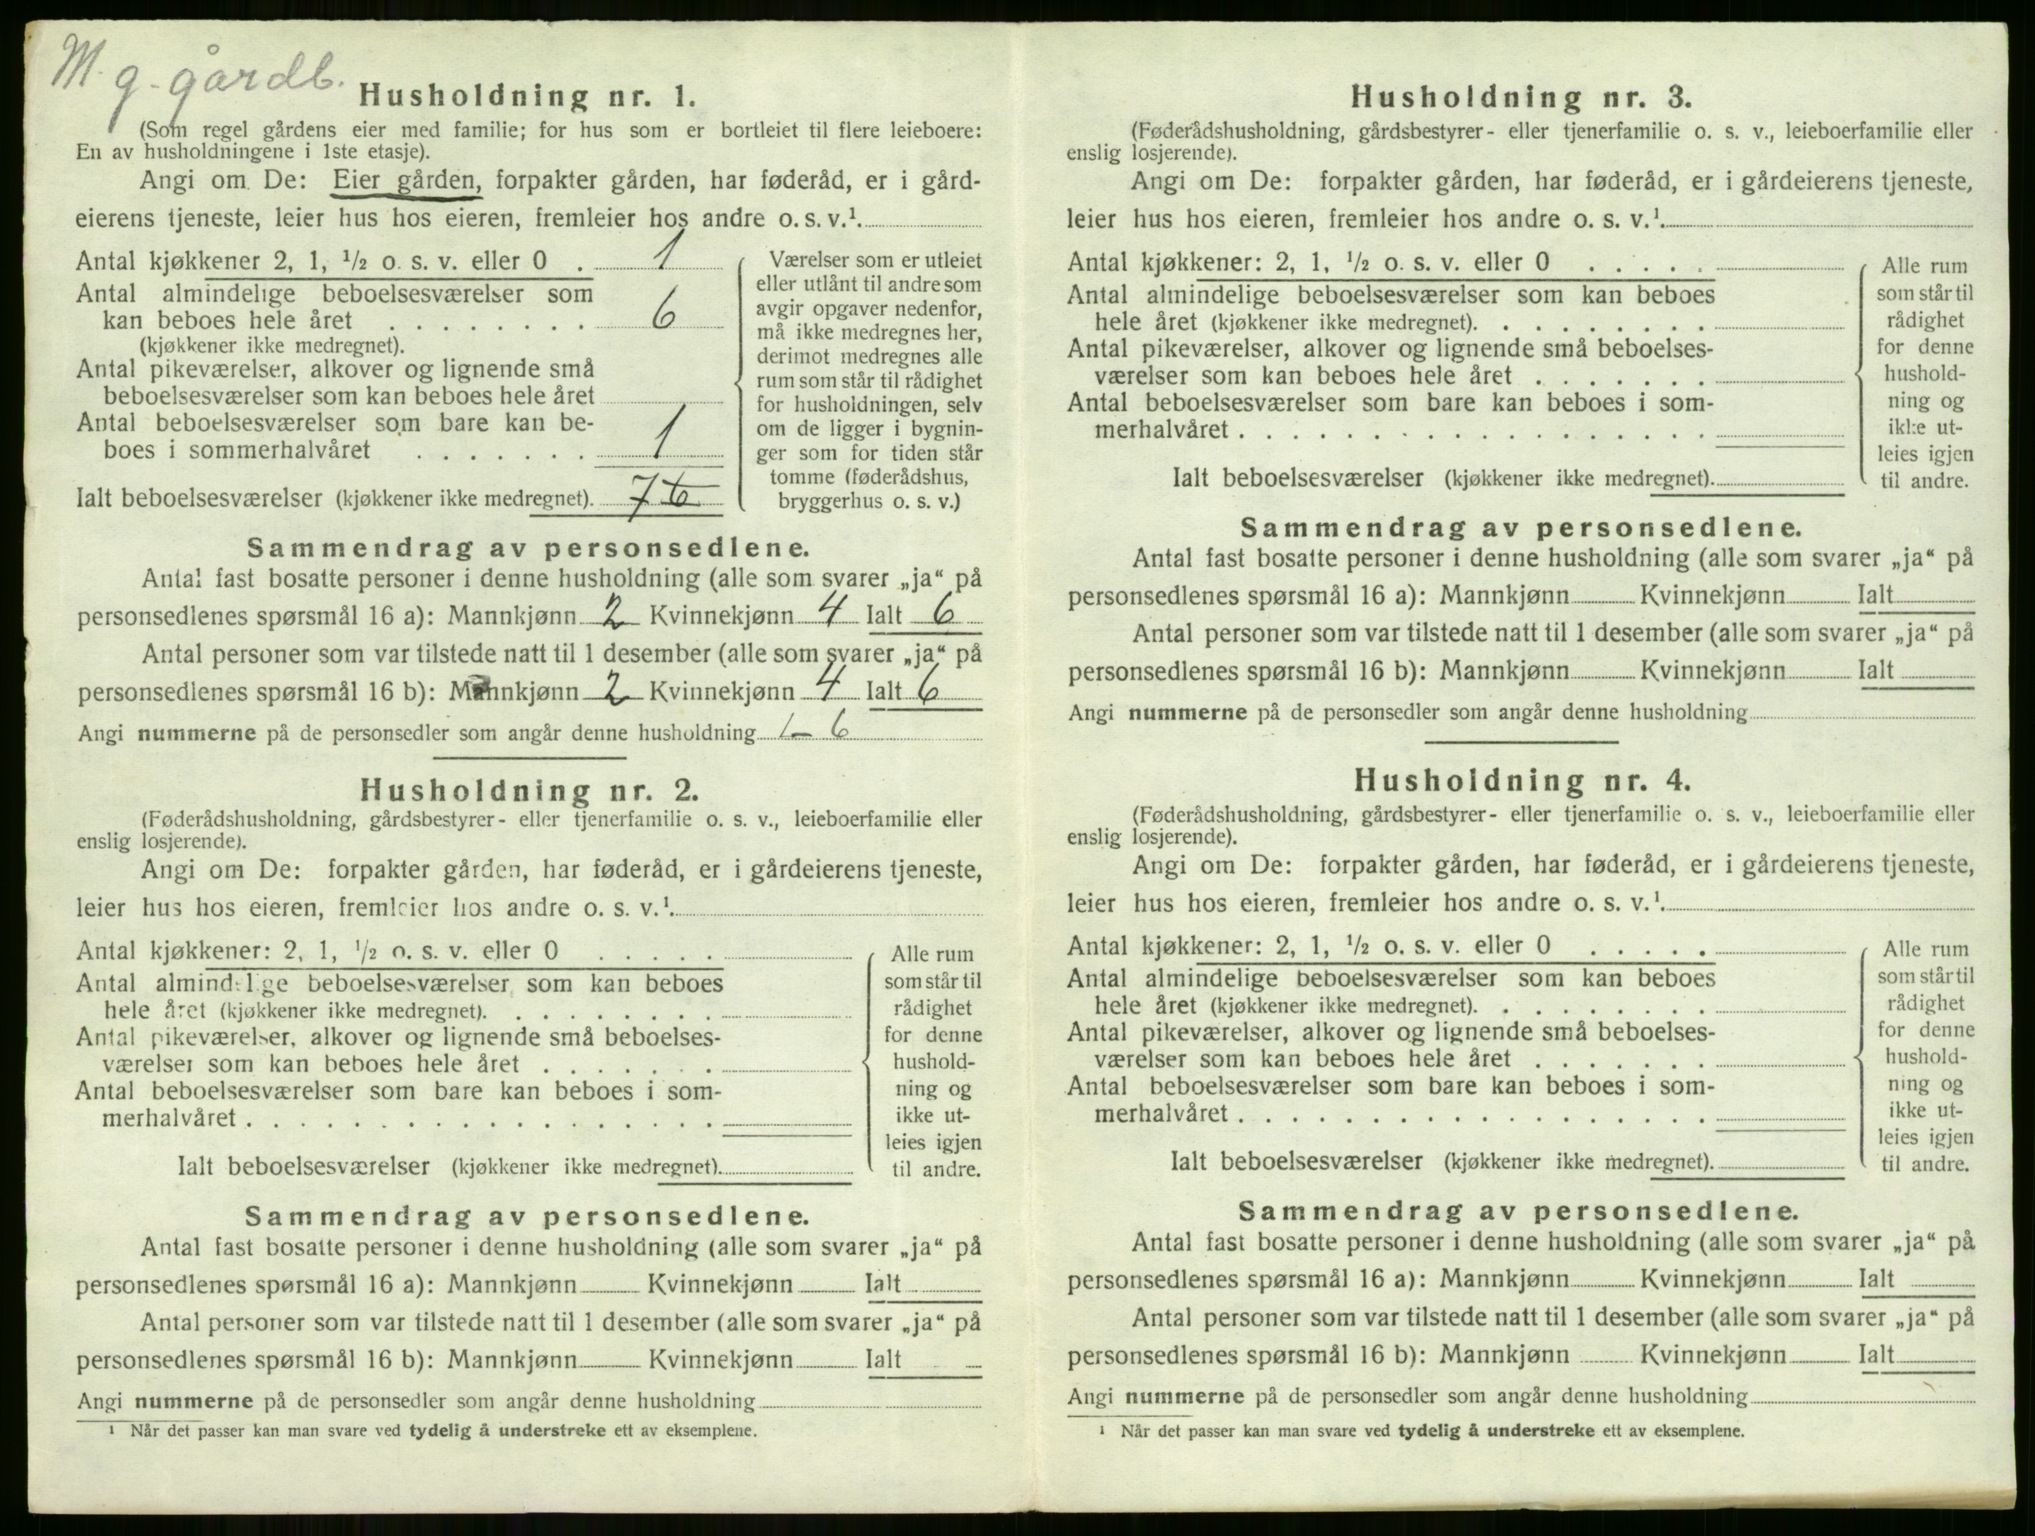 M. g. gårdb.
Husholdning nr. 1.
(Som regel gårdens eier med familie; for hus som er bortleiet til flere leieboere:
En av husholdningene i 1ste etasje).
Angi om De: Eier gården, forpakter gården, har føderåd, er i gård-
eierens tjeneste, leier hus hos eieren, fremleier hos andre o. s. v.¹.
Antal kjøkkener 2, 1, ½ o. s. v. eller 0 . 1
Antal almindelige beboelsesværelser som
kan beboes hele året . . . . . . . . 6
(kjøkkener ikke medregnet).
Antal pikeværelser, alkover og lignende små
beboelsesværelser som kan beboes hele året
Antal beboelsesværelser som bare kan be-
boes i sommerhalvåret . . . . . . . 1
Ialt beboelsesværelser (kjøkkener ikke medregnet). 7 6
Værelser som er utleiet
eller utlånt til andre som
avgir opgaver nedenfor,
må ikke medregnes her,
derimot medregnes alle
rum som står til rådighet
for husholdningen, selv
om de ligger i bygnin-
ger som for tiden står
tomme (føderådshus,
bryggerhus o. s. v.)
Sammendrag av personsedlene.
Antal fast bosatte personer i denne husholdning (alle som svarer „ja“ på
personsedlenes spørsmål 16 a): Mannkjønn 2 Kvinnekjønn 4 Ialt 6
Antal personer som var tilstede natt til 1 desember (alle som svarer „ja“ på
personsedlenes spørsmål 16 b): Mannkjønn 2 Kvinnekjønn 4 Ialt 6
Angi nummerne på de personsedler som angår denne husholdning 1–6
Husholdning nr. 2.
(Føderådshusholdning, gårdsbestyrer- eller tjenerfamilie o. s. v., leieboerfamilie eller
enslig losjerende).
Angi om De: forpakter gården, har føderåd, er i gårdeierens tjeneste,
leier hus hos eieren, fremleier hos andre o. s. v.¹.
Antal kjøkkener: 2, 1, ½ o. s. v. eller 0 . . . . .
Antal almindelige beboelsesværelser som kan beboes
hele året (kjøkkener ikke medregnet). . . . . . . . .
Antal pikeværelser, alkover og lignende små beboelses-
værelser som kan beboes hele året . . . . . . .
Antal beboelsesværelser som bare kan beboes i som-
merhalvåret . . . . . . . . . . . . . . . . . .
Ialt beboelsesværelser (kjøkkener ikke medregnet).
Alle rum
som står til
rådighet
for denne
hushold-
ning og
ikke ut-
leies igjen
til andre.
Sammendrag av personsedlene.
Antal fast bosatte personer i denne husholdning (alle som svarer „ja“ på
personsedlenes spørsmål 16 a): Mannkjønn Kvinnekjønn Ialt
Antal personer som var tilstede natt til 1 desember (alle som svarer „ja“ på
personsedlenes spørsmål 16 b): Mannkjønn Kvinnekjønn Ialt
Angi nummerne på de personsedler som angår denne husholdning
¹ Når det passer kan man svare ved tydelig å understreke ett av eksemplene.
Husholdning nr. 3.
(Føderådshusholdning, gårdsbestyrer- eller tjenerfamilie o. s. v., leieboerfamilie eller
enslig losjerende).
Angi om De: forpakter gården, har føderåd, er i gårdeierens tjeneste,
leier hus hos eieren, fremleier hos andre o. s. v.¹.
Antal kjøkkener: 2, 1, ½ o. s. v. eller 0 . . . . .
Antal almindelige beboelsesværelser som kan beboes
hele året (kjøkkener ikke medregnet). . . . . . . . .
Antal pikeværelser, alkover og lignende små beboelses-
værelser som kan beboes hele året . . . . . . .
Antal beboelsesværelser som bare kan beboes i som-
merhalvåret . . . . . . . . . . . . . . . . . .
Ialt beboelsesværelser (kjøkkener ikke medregnet).
Alle rum
som står til
rådighet
for denne
hushold-
ning og
ikke ut-
leies igjen
til andre.
Sammendrag av personsedlene.
Antal fast bosatte personer i denne husholdning (alle som svarer „ja“ på
personsedlenes spørsmål 16 a): Mannkjønn Kvinnekjønn Ialt
Antal personer som var tilstede natt til 1 desember (alle som svarer „ja“ på
personsedlenes spørsmål 16 b): Mannkjønn Kvinnekjønn Ialt
Angi nummerne på de personsedler som angår denne husholdning
Husholdning nr. 4.
(Føderådshusholdning, gårdsbestyrer- eller tjenerfamilie o. s. v., leieboerfamilie eller
enslig losjerende).
Angi om De: forpakter gården, har føderåd, er i gårdeierens tjeneste,
leier hus hos eieren, fremleier hos andre o. s. v.¹.
Antal kjøkkener: 2, 1, ½ o. s. v. eller 0 . . . . .
Antal almindelige beboelsesværelser som kan beboes
hele året (kjøkkener ikke medregnet). . . . . . . . .
Antal pikeværelser, alkover og lignende små beboelses-
værelser som kan beboes hele året . . . . . . .
Antal beboelsesværelser som bare kan beboes i som-
merhalvåret . . . . . . . . . . . . . . . . . .
Ialt beboelsesværelser (kjøkkener ikke medregnet).
Alle rum
som står til
rådighet
for denne
hushold-
ning og
ikke ut-
leies igjen
til andre.
Sammendrag av personsedlene.
Antal fast bosatte personer i denne husholdning (alle som svarer „ja“ på
personsedlenes spørsmål 16 a): Mannkjønn Kvinnekjønn Ialt
Antal personer som var tilstede natt til 1 desember (alle som svarer „ja“ på
personsedlenes spørsmål 16 b): Mannkjønn Kvinnekjønn Ialt
Angi nummerne på de personsedler som angår denne husholdning
¹ Når det passer kan man svare ved tydelig å understreke ett av eksemplene.